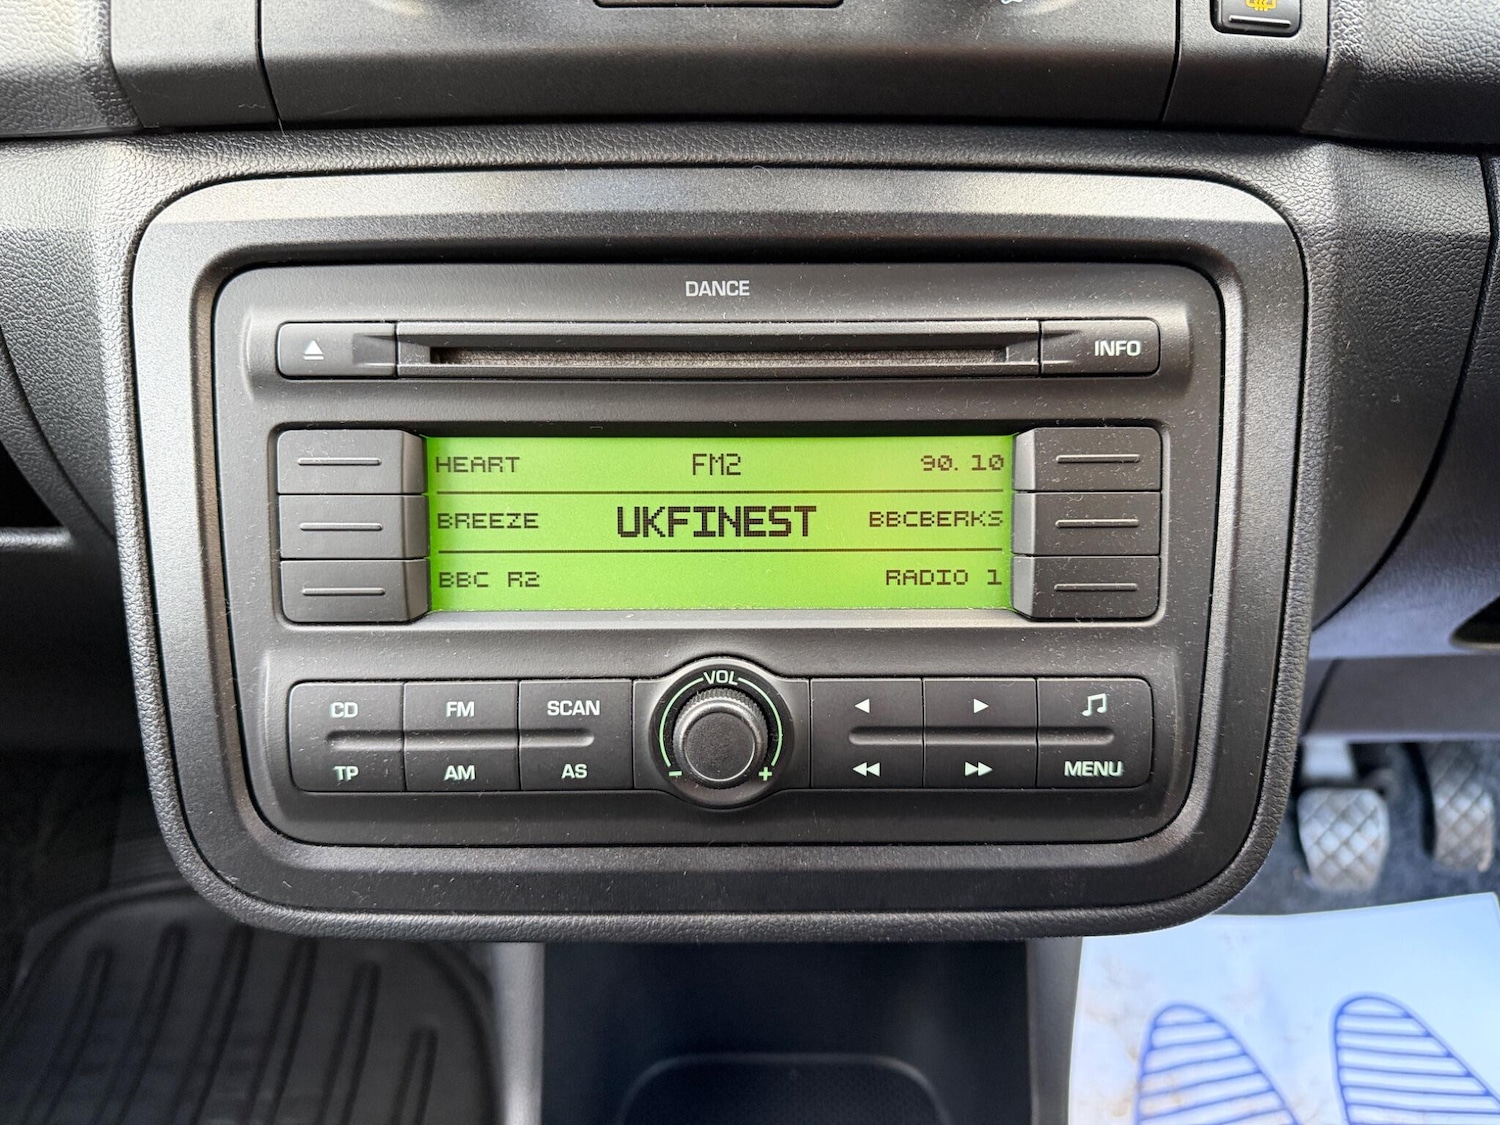 DANCE
INFO
HEART FM2 90.10
BREEZE UKFINEST BBCBERKS
BBC R2 RADIO 1
VOL
CD FM SCAN
- +
TP AM AS MENU